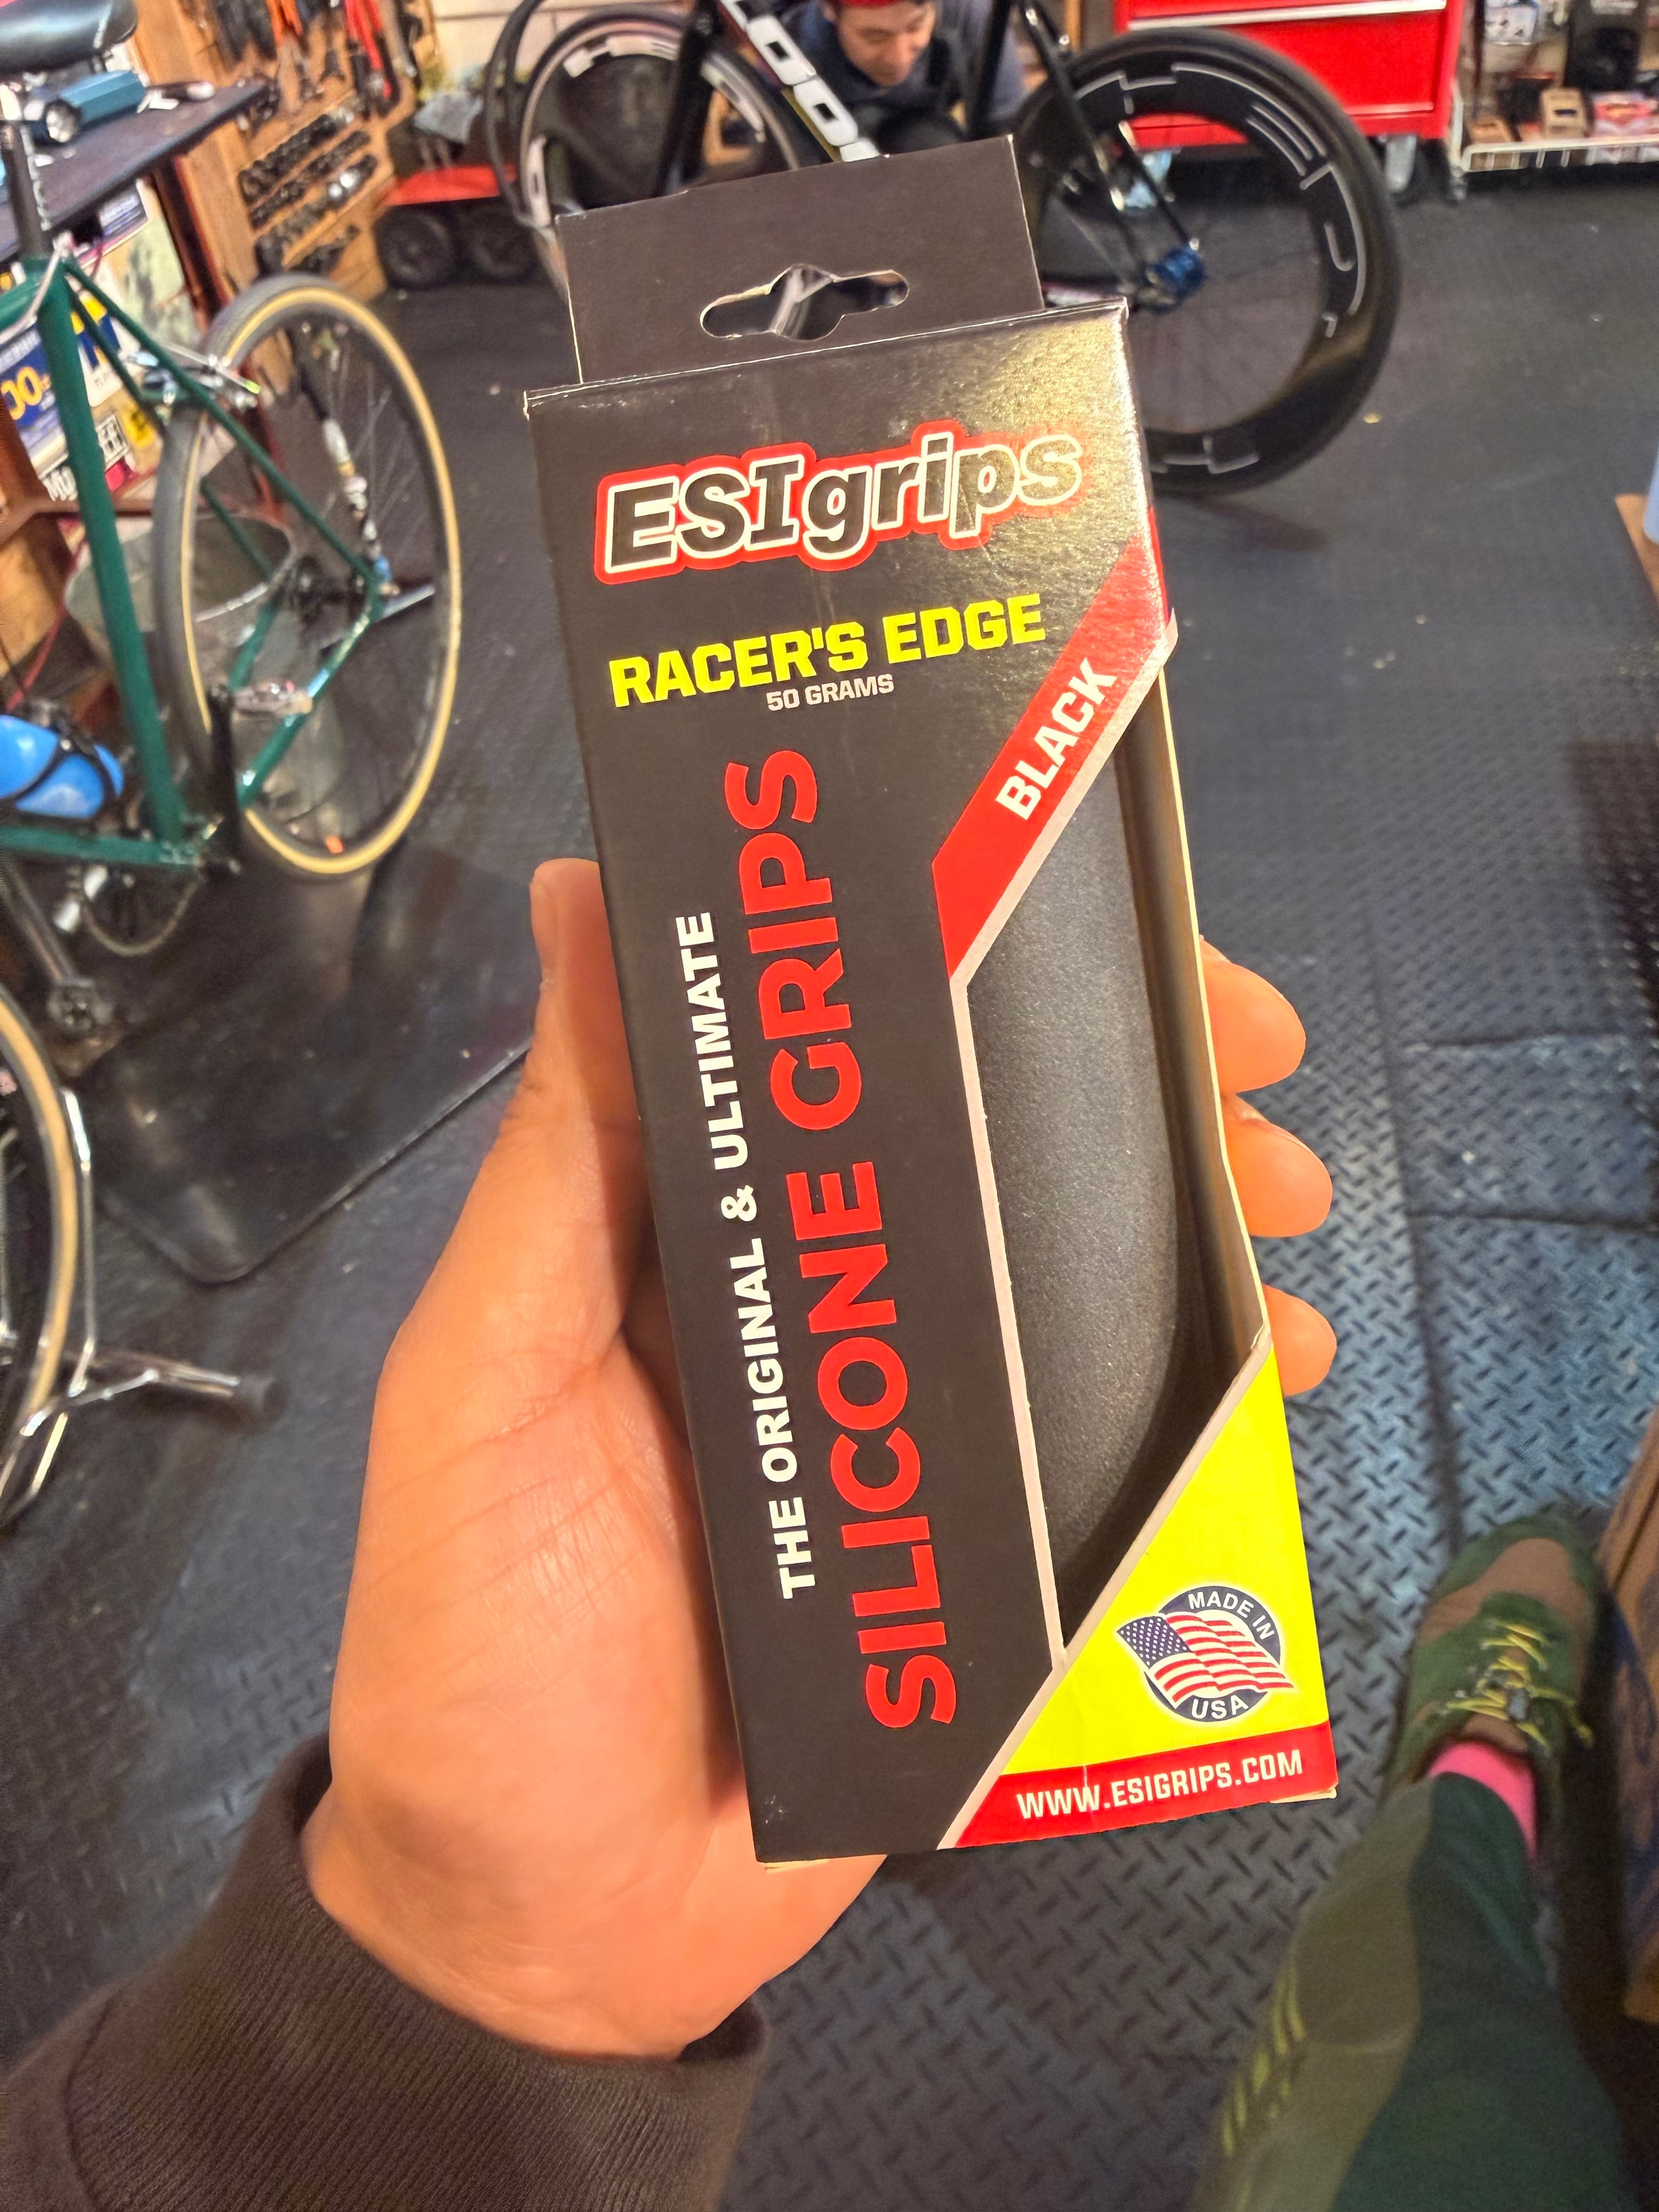 ESIgrips
RACER'S EDGE
50 GRAMS
BLACK
THE ORIGINAL & ULTIMATE
SILICONE GRIPS
MADE IN
USA
WWW.ESIGRIPS.COM